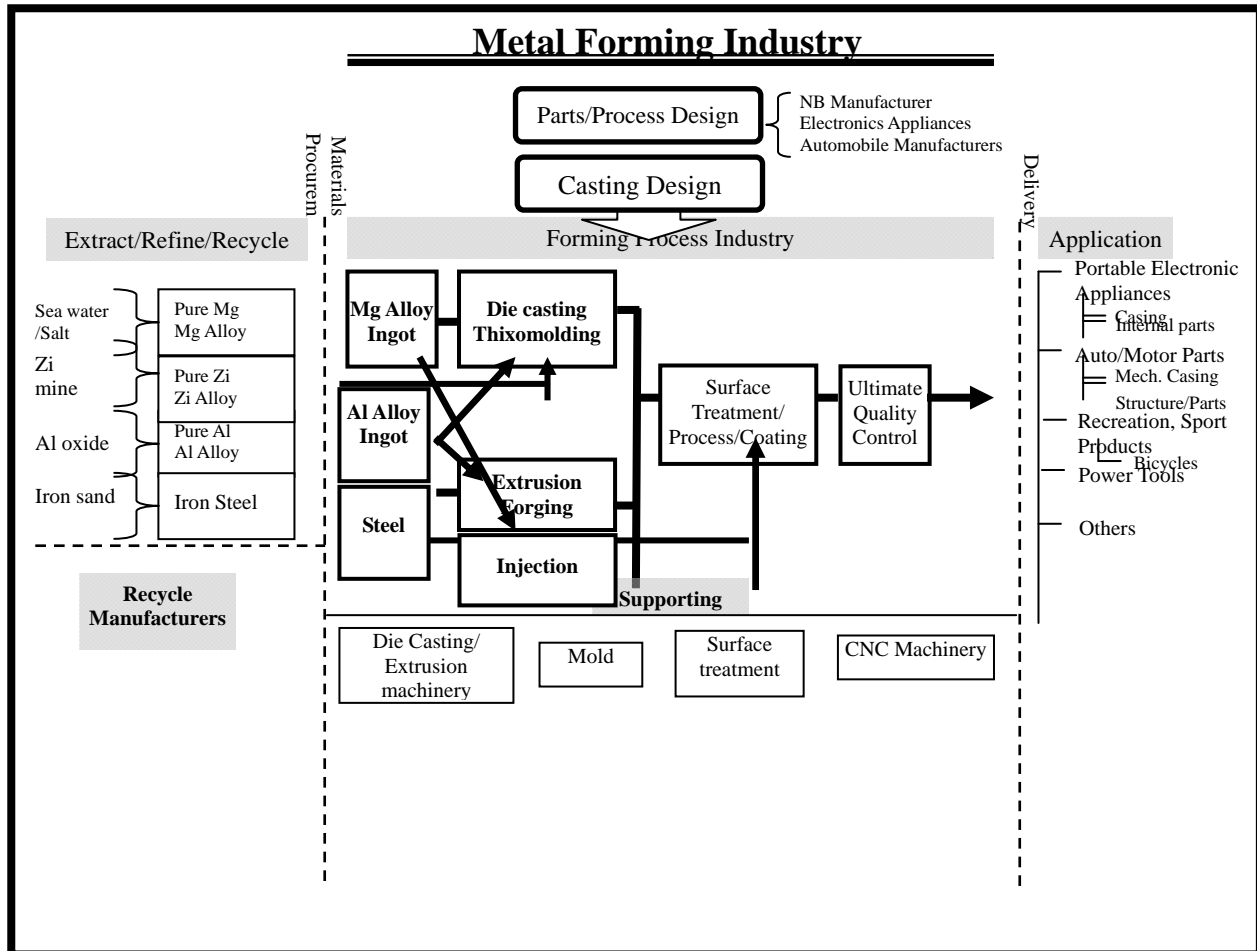 Metal Forming Industry
Parts/Process Design
NB Manufacturer
Electronics Appliances
Automobile Manufacturers
Casting Design
Materials
Procurem
Delivery
Extract/Refine/Recycle
Forming Process Industry
Application
Sea water
/Salt
Zi
mine
Al oxide
Iron sand
Pure Mg
Mg Alloy
Pure Zi
Zi Alloy
Pure Al
Al Alloy
Iron Steel
Recycle
Manufacturers
Mg Alloy
Ingot
Al Alloy
Ingot
Steel
Die casting
Thixomolding
Extrusion
Forging
Injection
Surface
Treatment/
Process/Coating
Ultimate
Quality
Control
Portable Electronic
Appliances
Casing
Internal parts
Auto/Motor Parts
Mech. Casing
Structure/Parts
Recreation, Sport
Products
Bicycles
Power Tools
Others
Supporting
Die Casting/
Extrusion
machinery
Mold
Surface
treatment
CNC Machinery